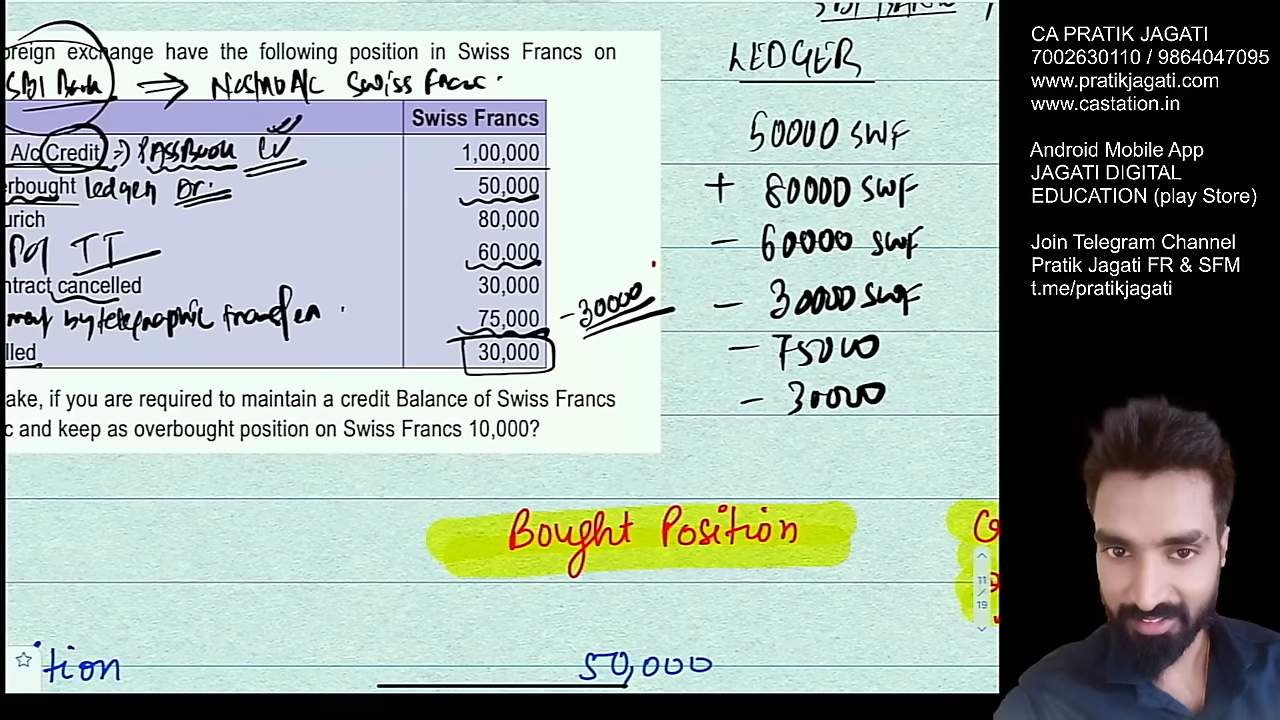 LEDGER
oreign exchange have the following position in Swiss Francs on
SBI Bank → Nostro A/c Swiss Franc
Swiss Francs
A/c Credit → PASSBOOK 1,00,000
erbought ledger Dr. 50,000
urich 80,000
TT 60,000
ntract cancelled 30,000
by telegraphic transfer 75,000 -30000
lled 30,000
ake, if you are required to maintain a credit Balance of Swiss Francs
c and keep as overbought position on Swiss Francs 10,000?
50000 SWF
+ 80000 SWF
- 60000 SWF
- 30000 SWF
- 75000
- 30000
Bought Position
ition 50,000
11
/
19
CA PRATIK JAGATI
7002630110 / 9864047095
www.pratikjagati.com
www.castation.in
Android Mobile App
JAGATI DIGITAL
EDUCATION (play Store)
Join Telegram Channel
Pratik Jagati FR & SFM
t.me/pratikjagati